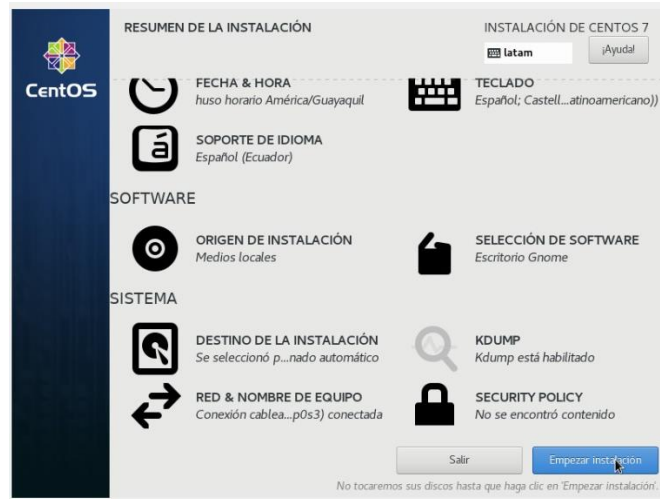 RESUMEN DE LA INSTALACIÓN
INSTALACIÓN DE CENTOS 7
latam
¡Ayuda!
CentOS
FECHA & HORA
huso horario América/Guayaquil
TECLADO
Español; Castell...atinoamericano))
SOPORTE DE IDIOMA
Español (Ecuador)
SOFTWARE
ORIGEN DE INSTALACIÓN
Medios locales
SELECCIÓN DE SOFTWARE
Escritorio Gnome
SISTEMA
DESTINO DE LA INSTALACIÓN
Se seleccionó p...nado automático
KDUMP
Kdump está habilitado
RED & NOMBRE DE EQUIPO
Conexión cablea...p0s3) conectada
SECURITY POLICY
No se encontró contenido
Salir
Empezar instalación
No tocaremos sus discos hasta que haga clic en 'Empezar instalación'.